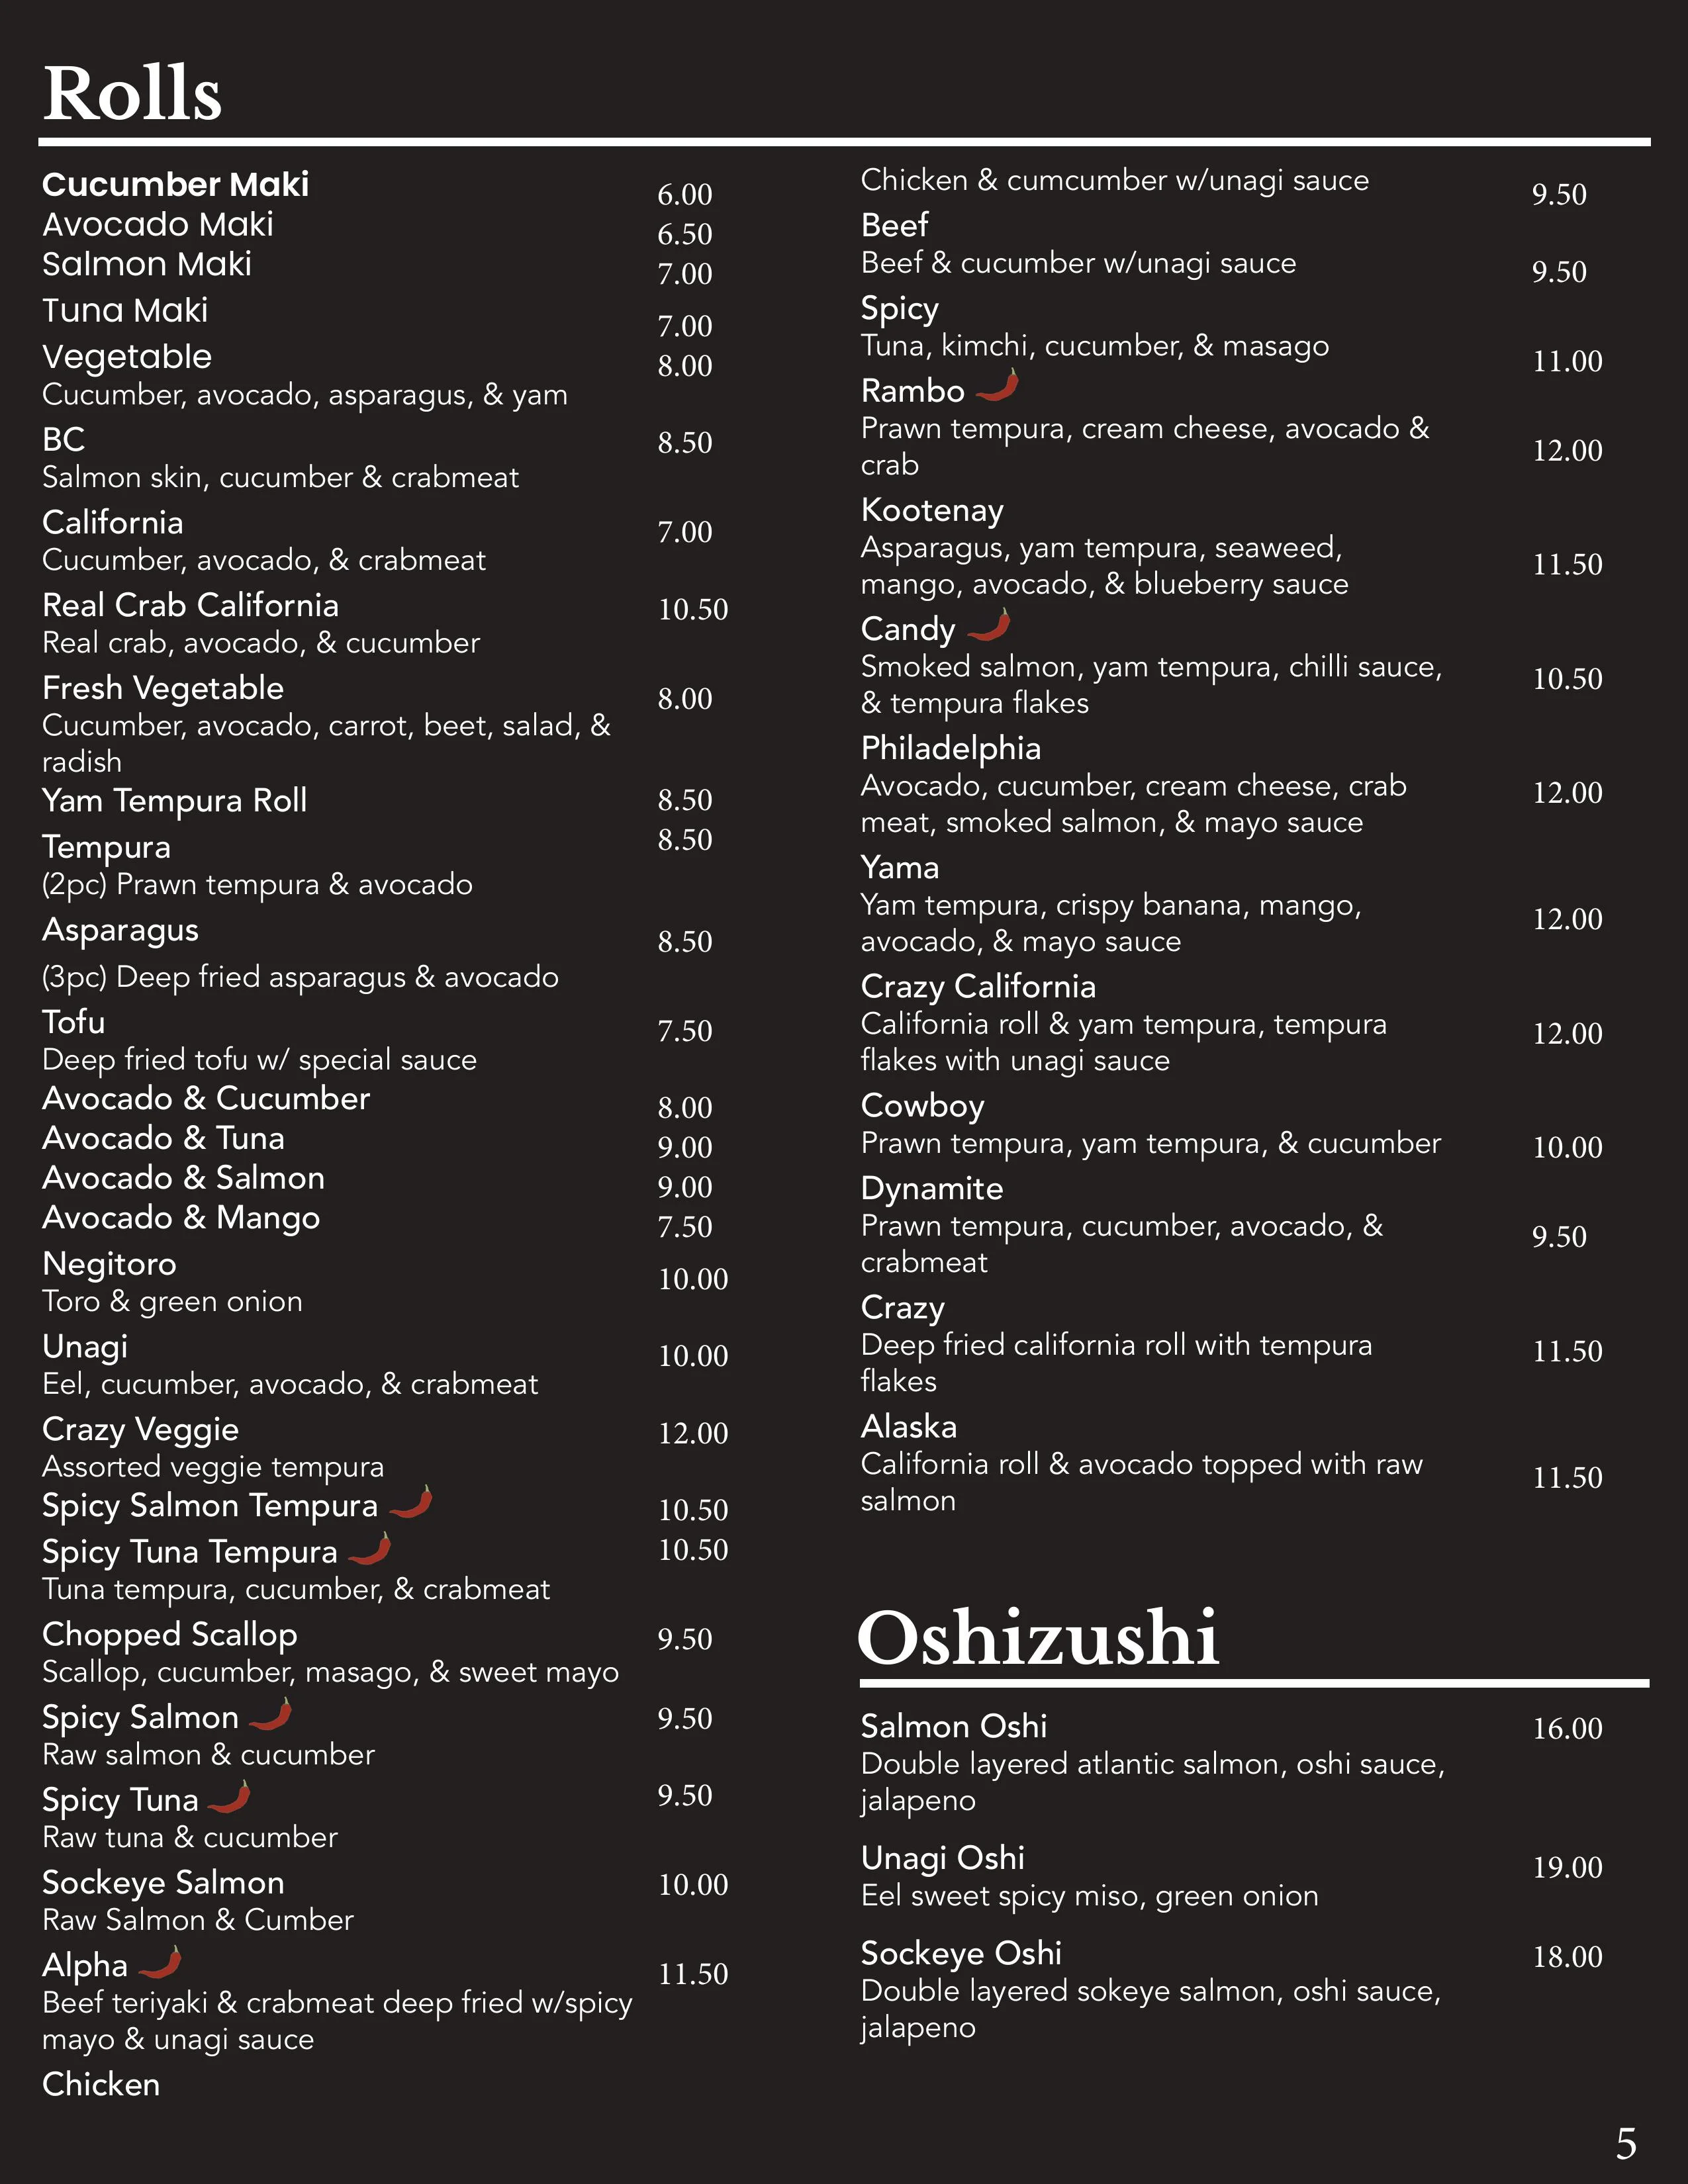 Rolls
Cucumber Maki 6.00
Avocado Maki 6.50
Salmon Maki 7.00
Tuna Maki 7.00
Vegetable 8.00
Cucumber, avocado, asparagus, & yam
BC 8.50
Salmon skin, cucumber & crabmeat
California 7.00
Cucumber, avocado, & crabmeat
Real Crab California 10.50
Real crab, avocado, & cucumber
Fresh Vegetable 8.00
Cucumber, avocado, carrot, beet, salad, &
radish
Yam Tempura Roll 8.50
Tempura 8.50
(2pc) Prawn tempura & avocado
Asparagus 8.50
(3pc) Deep fried asparagus & avocado
Tofu 7.50
Deep fried tofu w/ special sauce
Avocado & Cucumber 8.00
Avocado & Tuna 9.00
Avocado & Salmon 9.00
Avocado & Mango 7.50
Negitoro 10.00
Toro & green onion
Unagi 10.00
Eel, cucumber, avocado, & crabmeat
Crazy Veggie 12.00
Assorted veggie tempura
Spicy Salmon Tempura 10.50
Spicy Tuna Tempura 10.50
Tuna tempura, cucumber, & crabmeat
Chopped Scallop 9.50
Scallop, cucumber, masago, & sweet mayo
Spicy Salmon 9.50
Raw salmon & cucumber
Spicy Tuna 9.50
Raw tuna & cucumber
Sockeye Salmon 10.00
Raw Salmon & Cumber
Alpha 11.50
Beef teriyaki & crabmeat deep fried w/spicy
mayo & unagi sauce
Chicken
Chicken & cumcumber w/unagi sauce 9.50
Beef
Beef & cucumber w/unagi sauce 9.50
Spicy
Tuna, kimchi, cucumber, & masago 11.00
Rambo
Prawn tempura, cream cheese, avocado & 12.00
crab
Kootenay
Asparagus, yam tempura, seaweed, 11.50
mango, avocado, & blueberry sauce
Candy
Smoked salmon, yam tempura, chilli sauce, 10.50
& tempura flakes
Philadelphia
Avocado, cucumber, cream cheese, crab 12.00
meat, smoked salmon, & mayo sauce
Yama
Yam tempura, crispy banana, mango, 12.00
avocado, & mayo sauce
Crazy California
California roll & yam tempura, tempura 12.00
flakes with unagi sauce
Cowboy
Prawn tempura, yam tempura, & cucumber 10.00
Dynamite
Prawn tempura, cucumber, avocado, & 9.50
crabmeat
Crazy
Deep fried california roll with tempura 11.50
flakes
Alaska
California roll & avocado topped with raw 11.50
salmon
Oshizushi
Salmon Oshi 16.00
Double layered atlantic salmon, oshi sauce,
jalapeno
Unagi Oshi 19.00
Eel sweet spicy miso, green onion
Sockeye Oshi 18.00
Double layered sokeye salmon, oshi sauce,
jalapeno
5